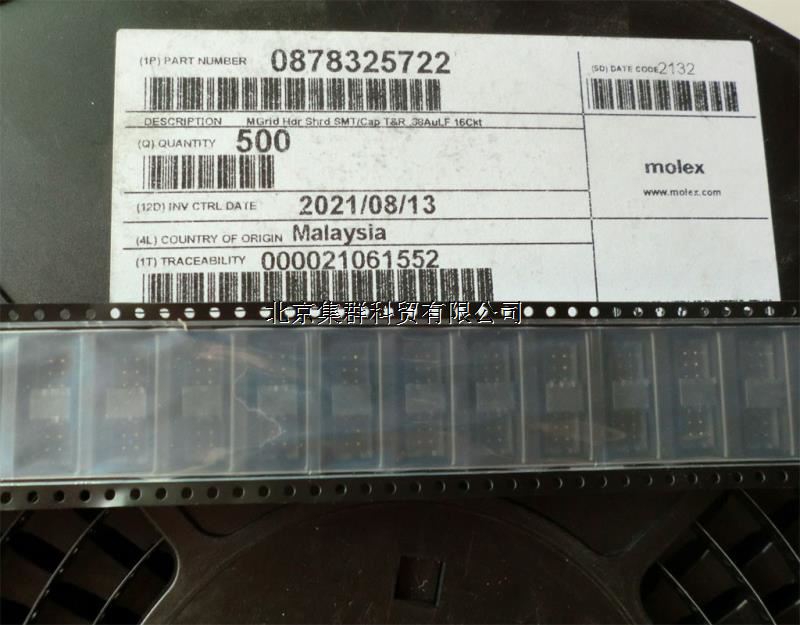 (1P) PART NUMBER 0878325722
(5D) DATE CODE 2132
DESCRIPTION MGrid Hdr Shrd SMT/Cap T&R .38AuLF 16Ckt
(Q) QUANTITY 500
molex
www.molex.com
(12D) INV CTRL DATE 2021/08/13
(4L) COUNTRY OF ORIGIN Malaysia
(1T) TRACEABILITY 000021061552
北京集群科贸有限公司